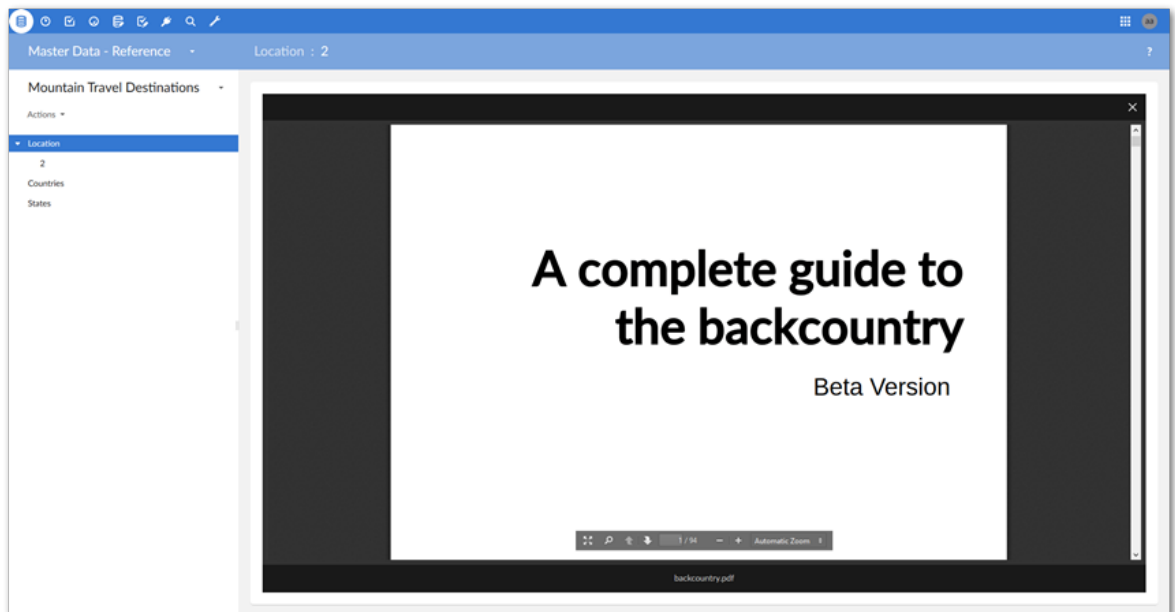 Master Data - Reference
Location : 2
?
Mountain Travel Destinations
Actions
Location
2
Countries
States
A complete guide to
the backcountry
Beta Version
1 / 94
Automatic Zoom
backcountry.pdf